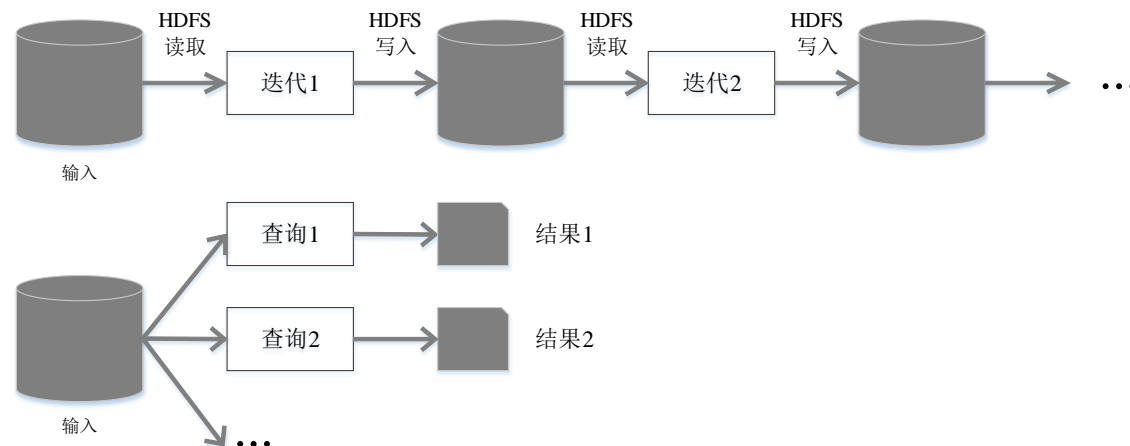 HDFS
读取
HDFS
写入
HDFS
读取
HDFS
写入
迭代1
迭代2
...
输入
查询1
结果1
查询2
结果2
输入
...